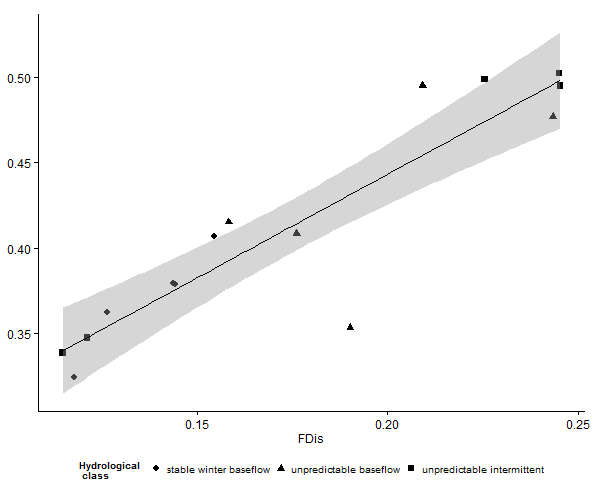 0.50
0.45
0.40
0.35
0.15 0.20 0.25
FDis
Hydrological class stable winter baseflow unpredictable baseflow unpredictable intermittent